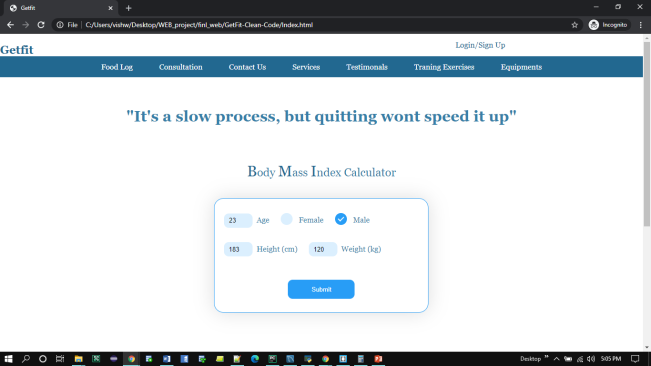 Getfit
File C:/Users/vishw/Desktop/WEB_project/finl_web/GetFit-Clean-Code/Index.html
Incognito
Getfit
Login/Sign Up
Food Log Consultation Contact Us Services Testimonals Traning Exercises Equipments
"It's a slow process, but quitting wont speed it up"
Body Mass Index Calculator
23 Age Female Male
183 Height (cm) 120 Weight (kg)
Submit
Desktop 5:05 PM